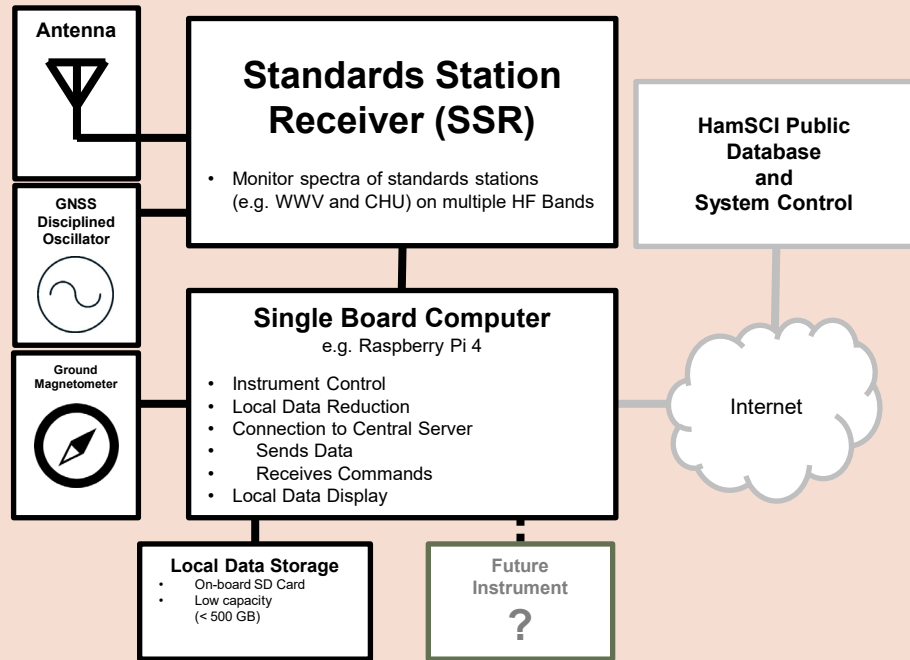 Antenna
GNSS
Disciplined
Oscillator
Ground
Magnetometer
Standards Station
Receiver (SSR)
• Monitor spectra of standards stations
(e.g. WWV and CHU) on multiple HF Bands
Single Board Computer
e.g. Raspberry Pi 4
• Instrument Control
• Local Data Reduction
• Connection to Central Server
• Sends Data
• Receives Commands
• Local Data Display
Local Data Storage
• On-board SD Card
• Low capacity
(< 500 GB)
Future
Instrument
?
HamSCI Public
Database
and
System Control
Internet